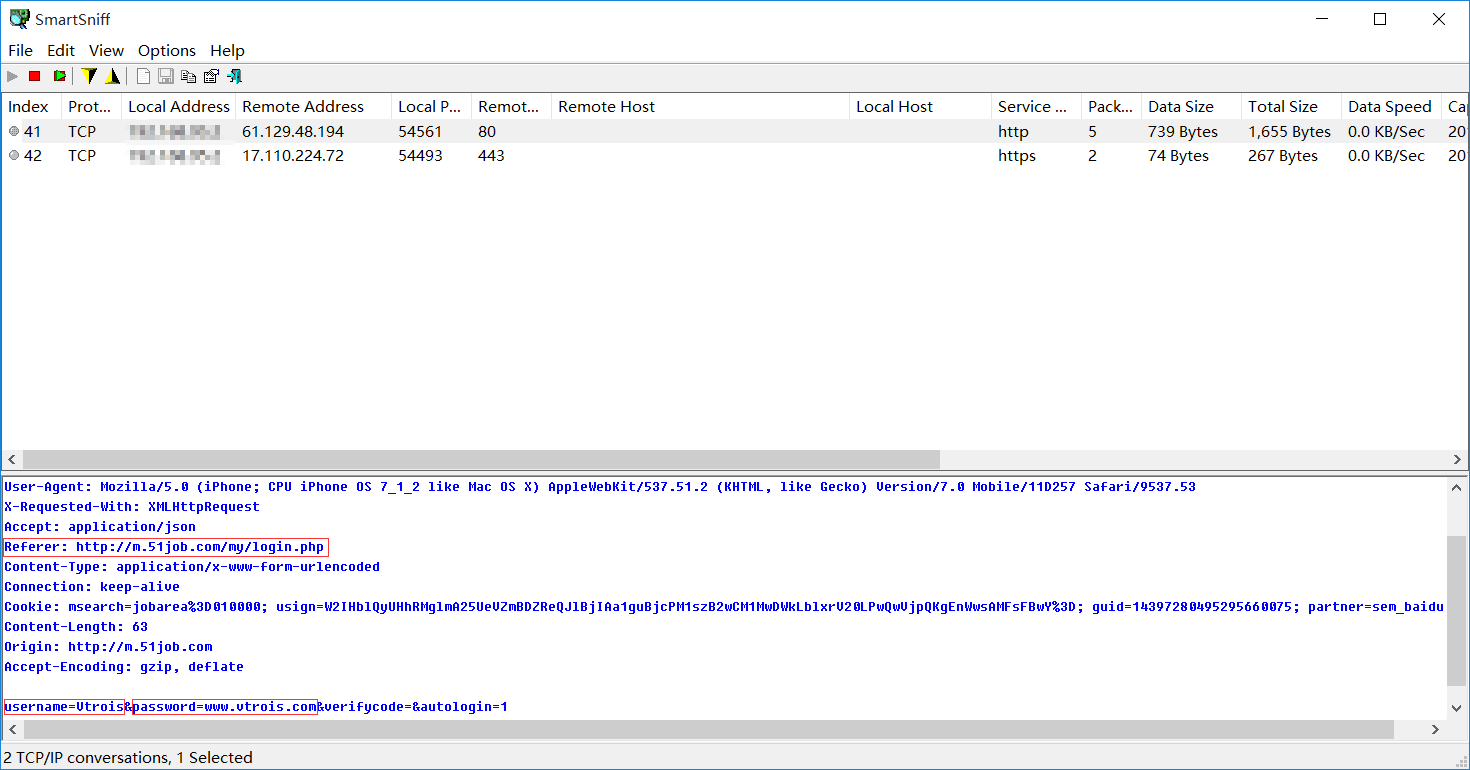 SmartSniff
File Edit View Options Help
Index Prot... Local Address Remote Address Local P... Remot... Remote Host Local Host Service ... Pack... Data Size Total Size Data Speed Ca
41 TCP 61.129.48.194 54561 80 http 5 739 Bytes 1,655 Bytes 0.0 KB/Sec 20
42 TCP 17.110.224.72 54493 443 https 2 74 Bytes 267 Bytes 0.0 KB/Sec 20
User-Agent: Mozilla/5.0 (iPhone; CPU iPhone OS 7_1_2 like Mac OS X) AppleWebKit/537.51.2 (KHTML, like Gecko) Version/7.0 Mobile/11D257 Safari/9537.53
X-Requested-With: XMLHttpRequest
Accept: application/json
Referer: http://m.51job.com/my/login.php
Content-Type: application/x-www-form-urlencoded
Connection: keep-alive
Cookie: msearch=jobarea%3D010000; guid=14397280495295660075; partner=sem_baidu
Content-Length: 63
Origin: http://m.51job.com
Accept-Encoding: gzip, deflate
username=Vtrois&password=www.vtrois.com&verifycode=&autologin=1
2 TCP/IP conversations, 1 Selected